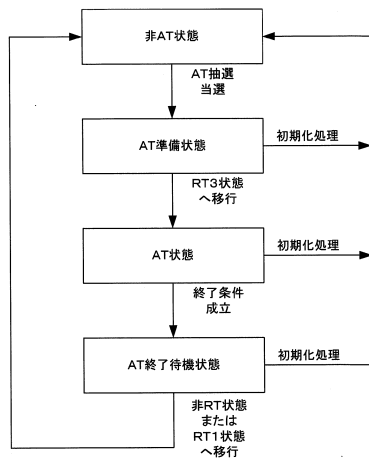 非AT状態
AT抽選
当選
AT準備状態
初期化処理
RT3状態
へ移行
AT状態
初期化処理
終了条件
成立
AT終了待機状態
初期化処理
非RT状態
または
RT1状態
へ移行